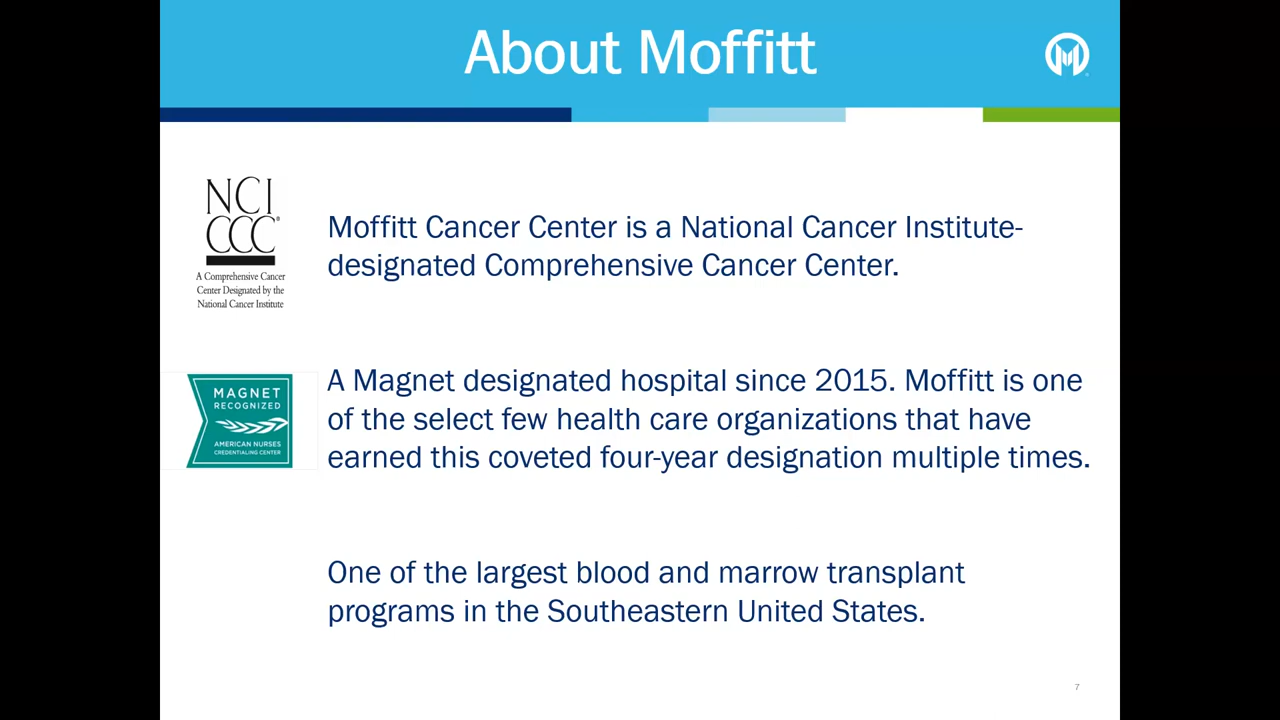 About Moffitt
NCI
CCC®
A Comprehensive Cancer
Center Designated by the
National Cancer Institute
Moffitt Cancer Center is a National Cancer Institute-
designated Comprehensive Cancer Center.
MAGNET
RECOGNIZED
AMERICAN NURSES
CREDENTIALING CENTER
A Magnet designated hospital since 2015. Moffitt is one
of the select few health care organizations that have
earned this coveted four-year designation multiple times.
One of the largest blood and marrow transplant
programs in the Southeastern United States.
7